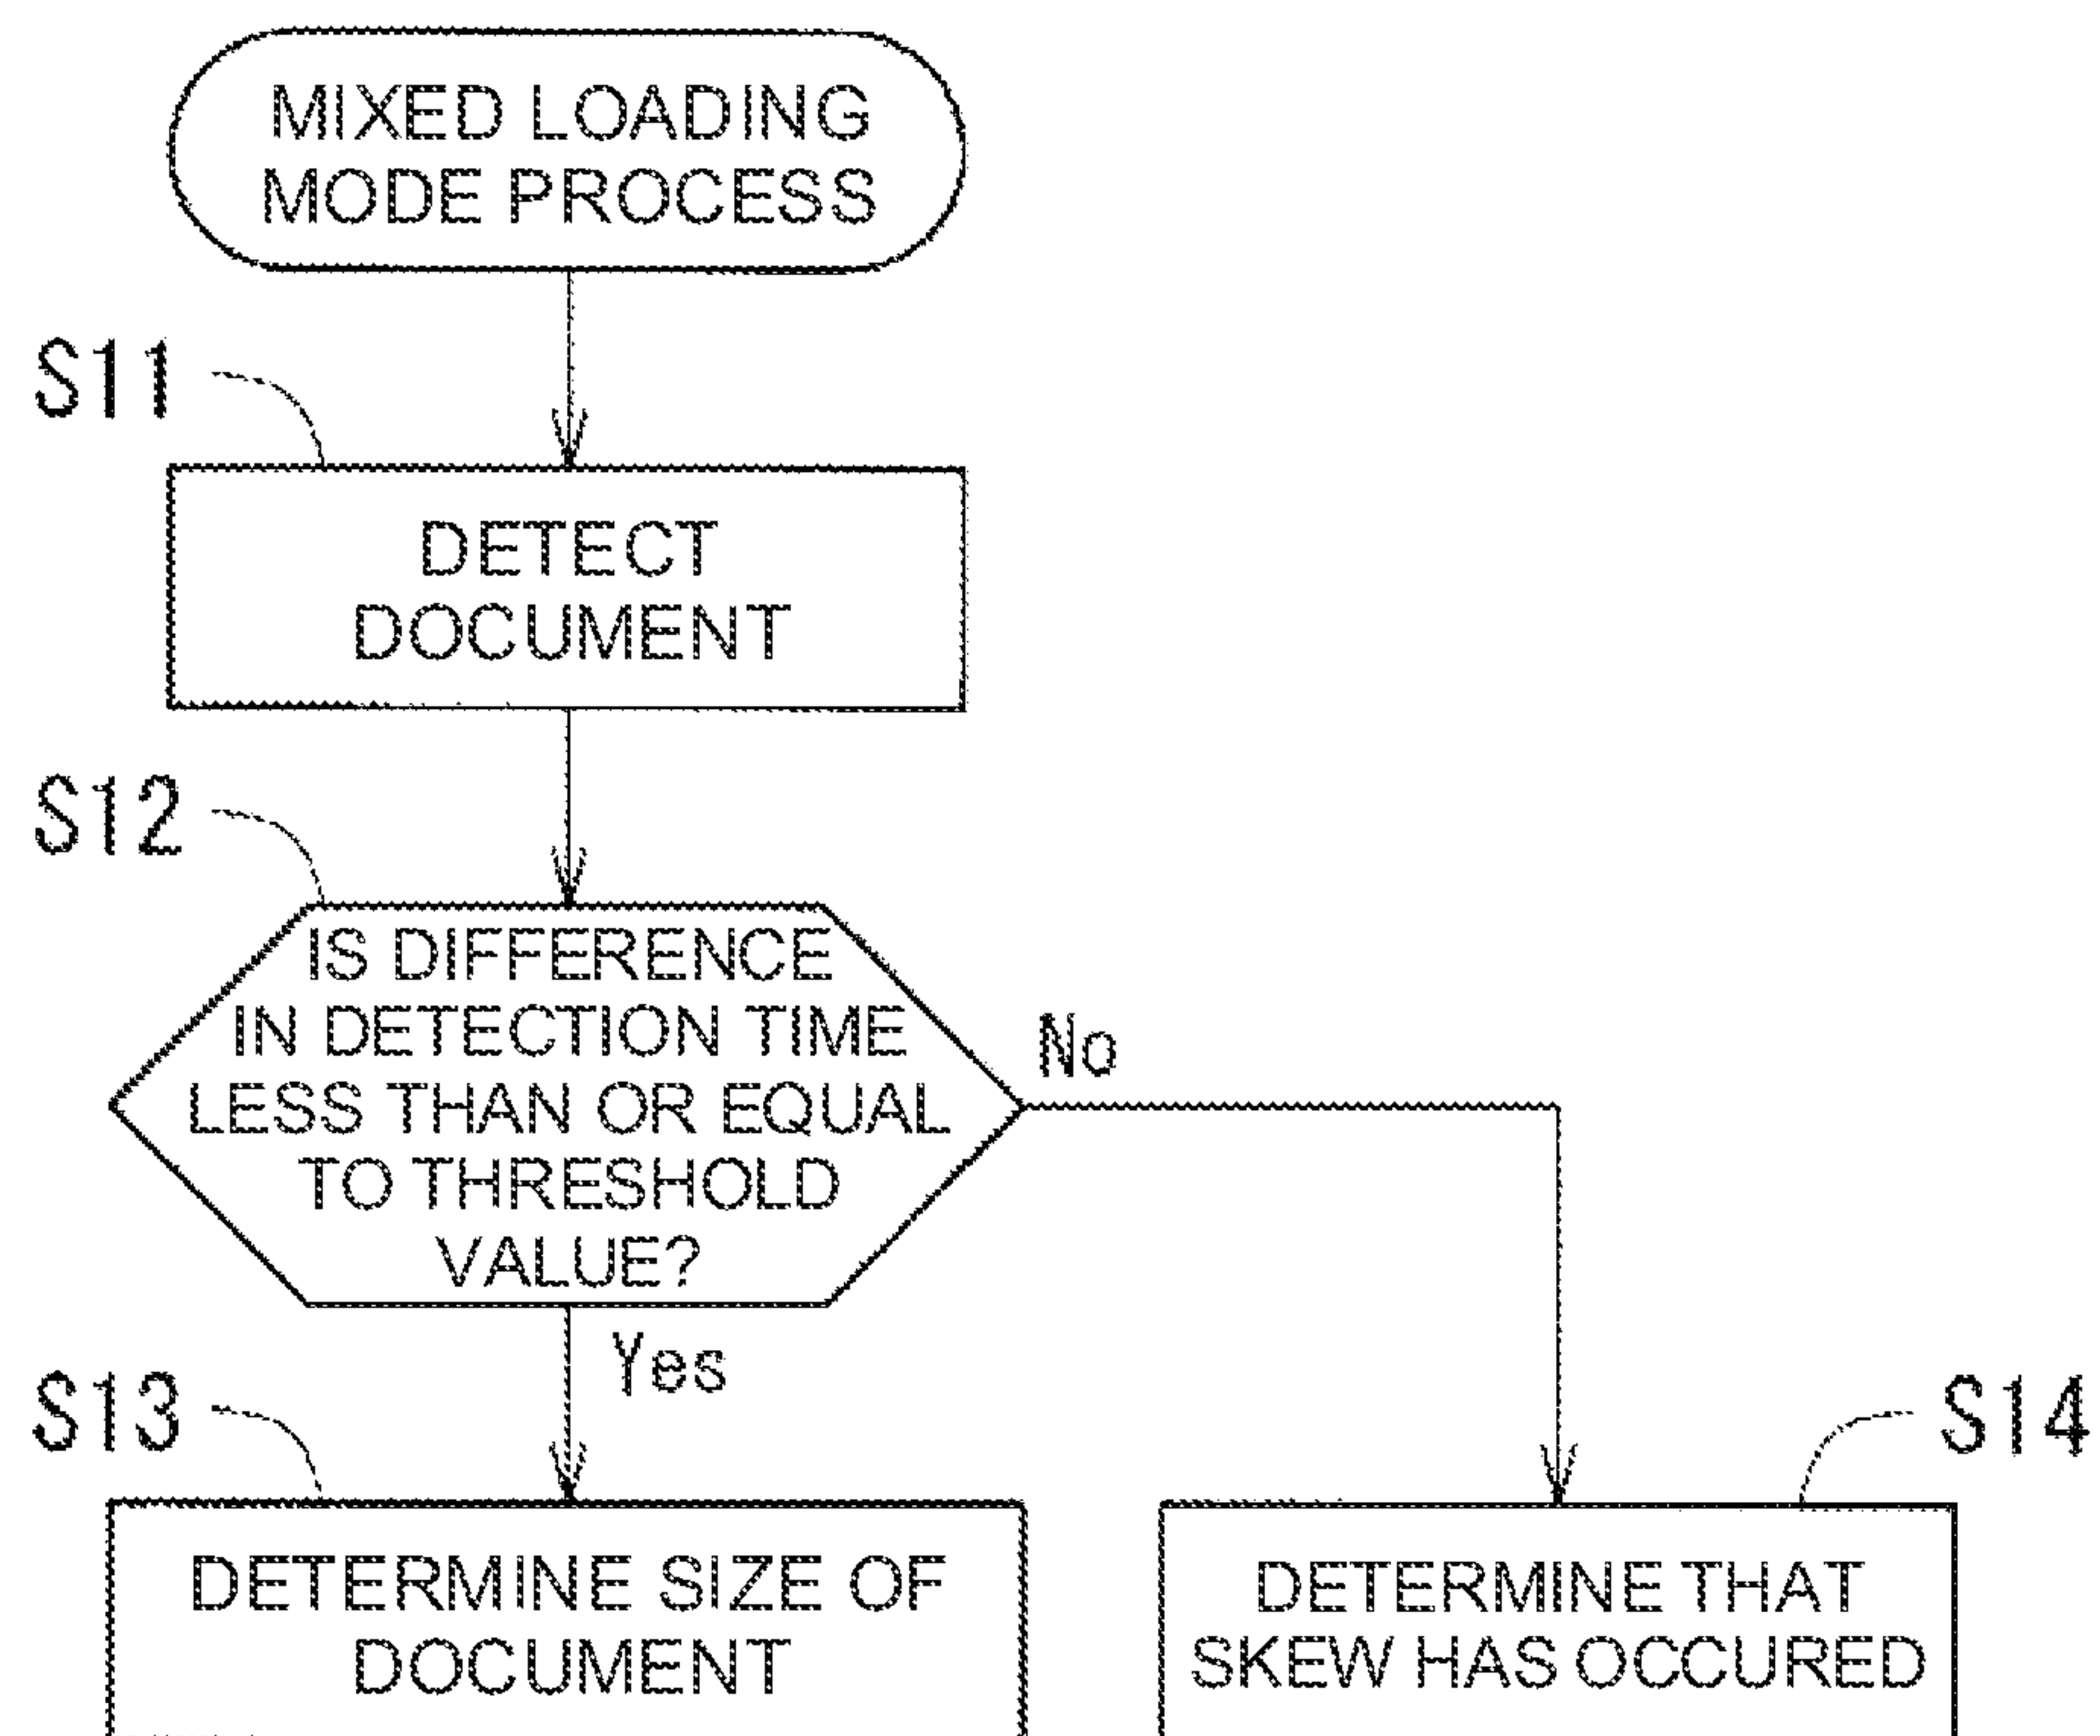 MIXED LOADING
MODE PROCESS
S11
DETECT
DOCUMENT
S12
IS DIFFERENCE
IN DETECTION TIME
LESS THAN OR EQUAL
TO THRESHOLD
VALUE?
No
Yes
S13
DETERMINE SIZE OF
DOCUMENT
S14
DETERMINE THAT
SKEW HAS OCCURED